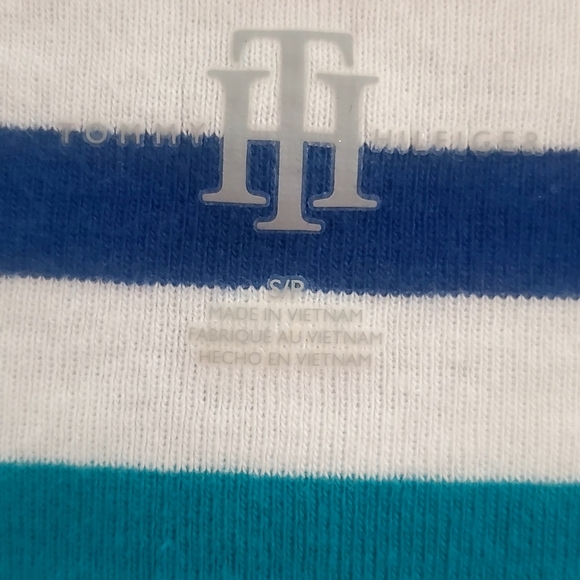 TH
TOMMY HILFIGER
S/P
MADE IN VIETNAM
FABRIQUÉ AU VIETNAM
HECHO EN VIETNAM